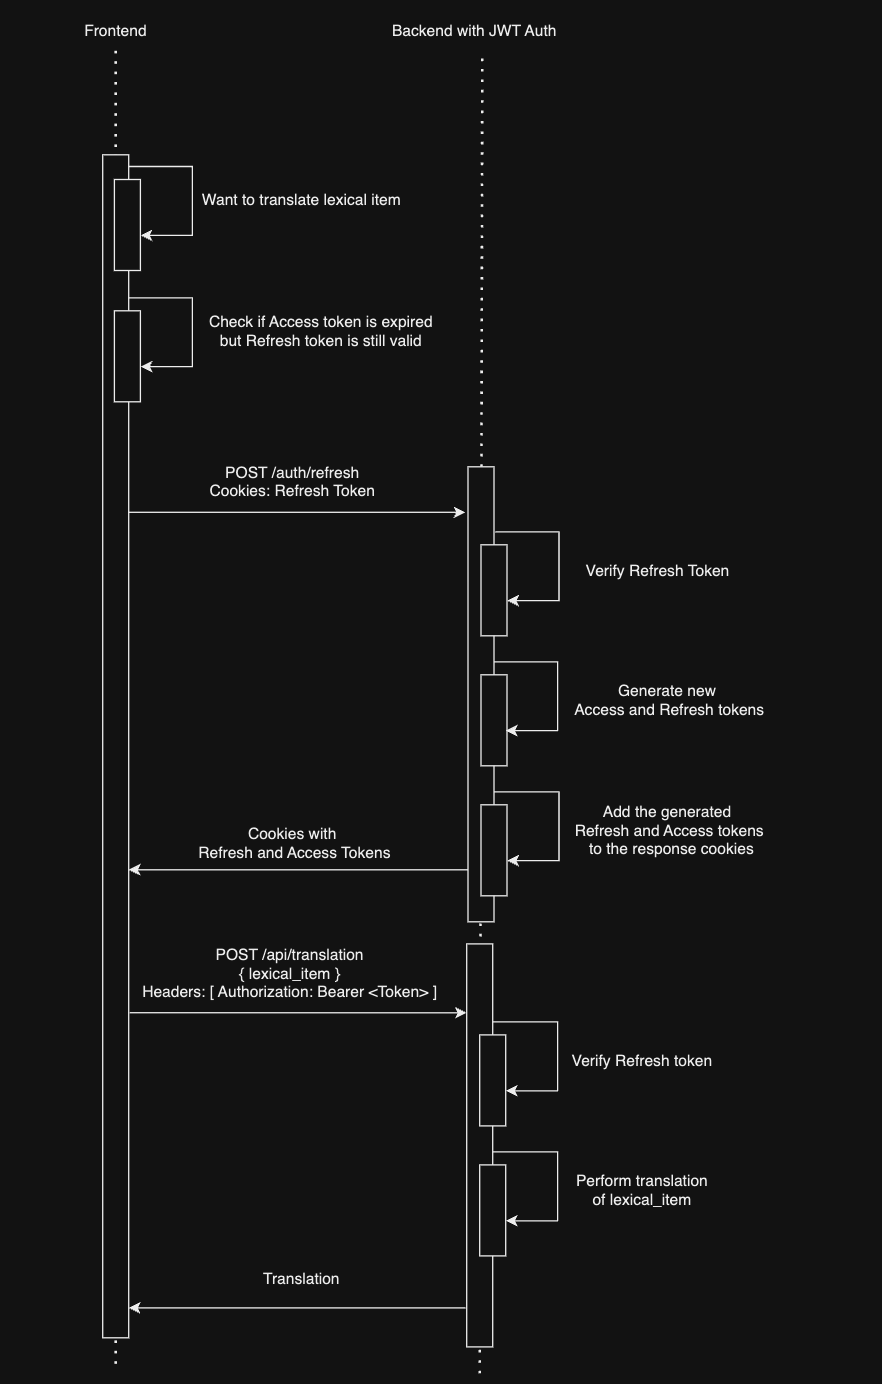 Frontend
Backend with JWT Auth
Want to translate lexical item
Check if Access token is expired
but Refresh token is still valid
POST /auth/refresh
Cookies: Refresh Token
Verify Refresh Token
Generate new
Access and Refresh tokens
Add the generated
Refresh and Access tokens
to the response cookies
Cookies with
Refresh and Access Tokens
POST /api/translation
{ lexical_item }
Headers: [ Authorization: Bearer <Token> ]
Verify Refresh token
Perform translation
of lexical_item
Translation